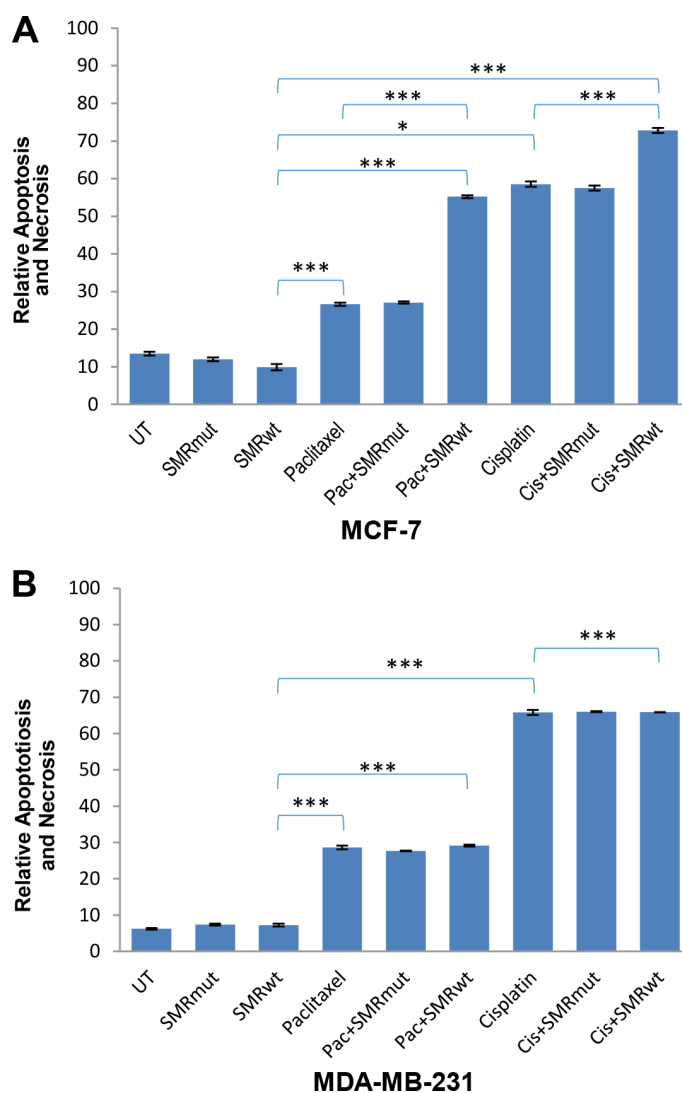 A
Relative Apoptosis
and Necrosis
100
90
80
70
60
50
40
30
20
10
0
***
***
***
*
***
***
UT
SMRmut
SMRwt
Paclitaxel
Pac+SMRmut
Pac+SMRwt
Cisplatin
Cis+SMRmut
Cis+SMRwt
MCF-7
B
Relative Apoptotiosis
and Necrosis
100
90
80
70
60
50
40
30
20
10
0
***
***
***
***
UT
SMRmut
SMRwt
Paclitaxel
Pac+SMRmut
Pac+SMRwt
Cisplatin
Cis+SMRmut
Cis+SMRwt
MDA-MB-231